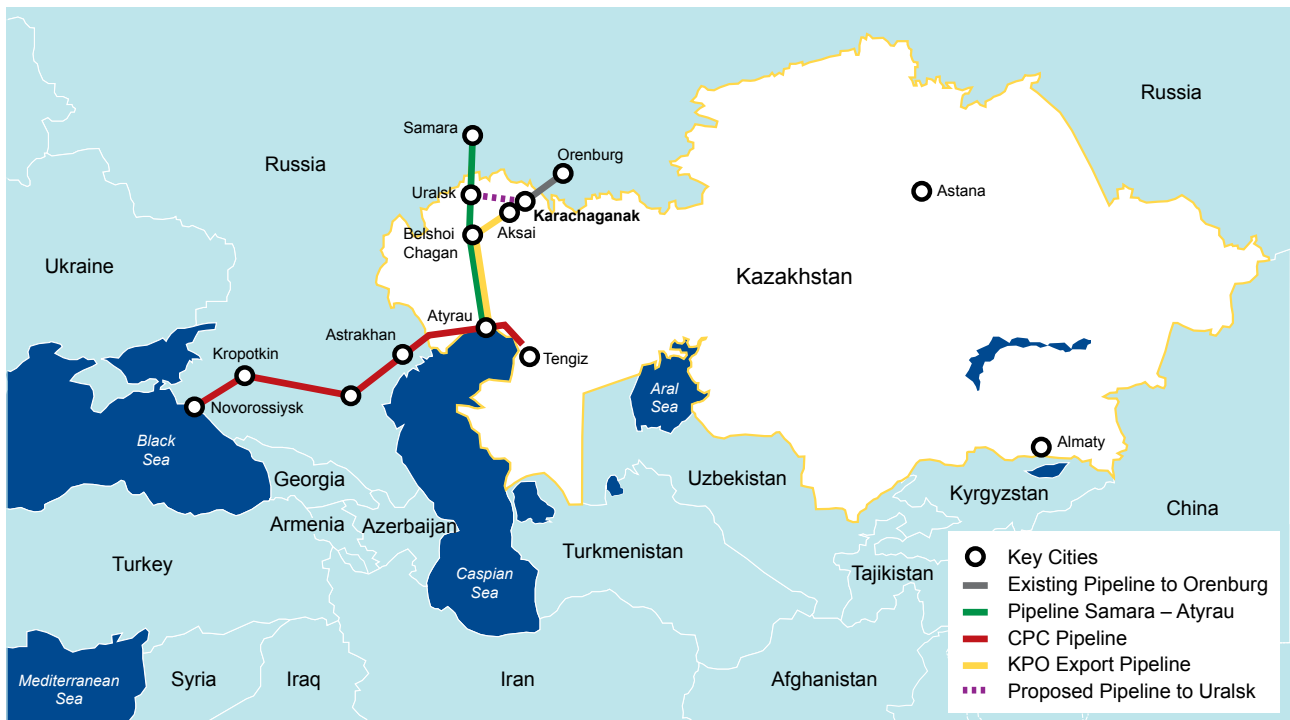 Russia
Russia
Samara
Orenburg
Uralsk
Astana
Karachaganak
Aksai
Belshoi
Chagan
Ukraine
Kazakhstan
Atyrau
Astrakhan
Tengiz
Kropotkin
Novorossiysk
Aral
Sea
Black
Sea
Almaty
Georgia
Uzbekistan
Kyrgyzstan
China
Armenia
Azerbaijan
Turkmenistan
Turkey
Tajikistan
Caspian
Sea
Mediterranean
Sea
Syria
Iraq
Iran
Afghanistan
Key Cities
Existing Pipeline to Orenburg
Pipeline Samara – Atyrau
CPC Pipeline
KPO Export Pipeline
Proposed Pipeline to Uralsk